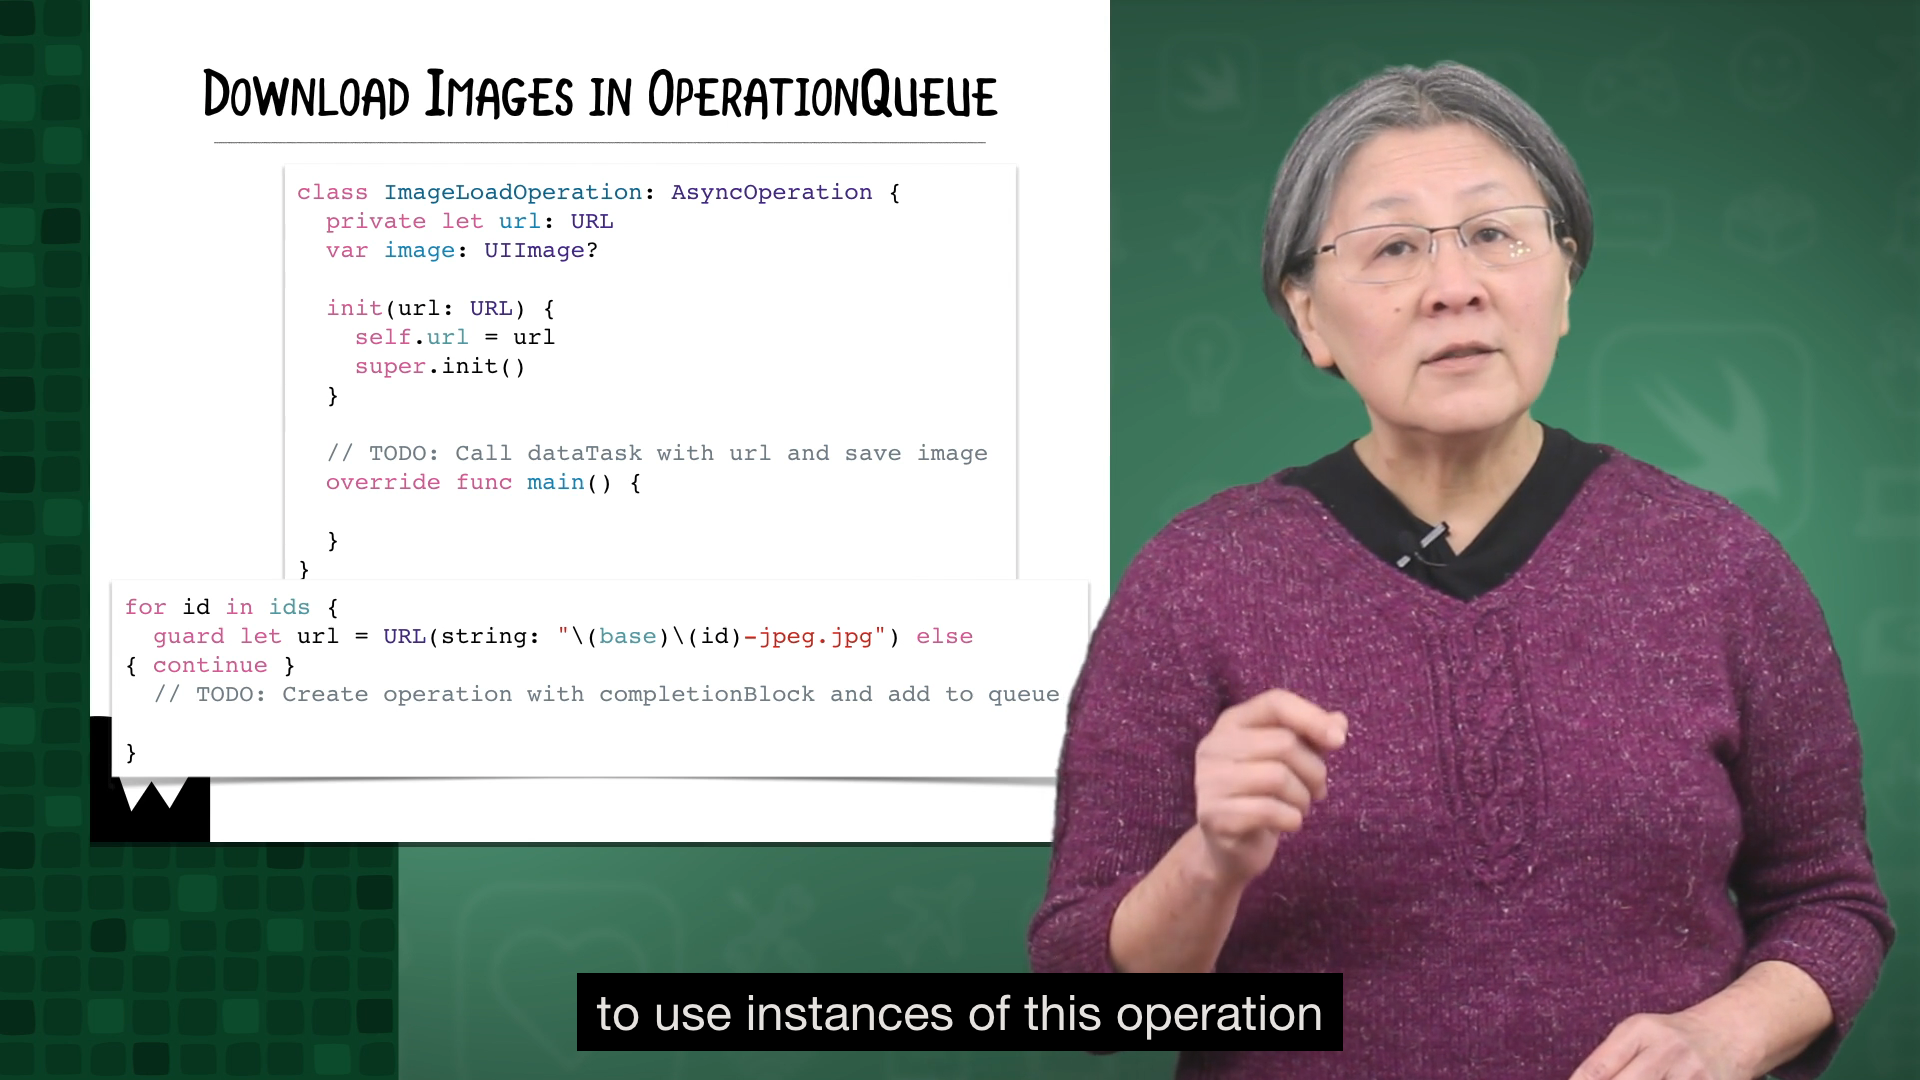 DOWNLOAD IMAGES IN OPERATIONQUEUE
class ImageLoadOperation: AsyncOperation {
  private let url: URL
  var image: UIImage?
  init(url: URL) {
    self.url = url
    super.init()
  }
  // TODO: Call dataTask with url and save image
  override func main() {
  }
}
for id in ids {
  guard let url = URL(string: "\(base)\(id)-jpeg.jpg") else
{ continue }
  // TODO: Create operation with completionBlock and add to queue
}
to use instances of this operation